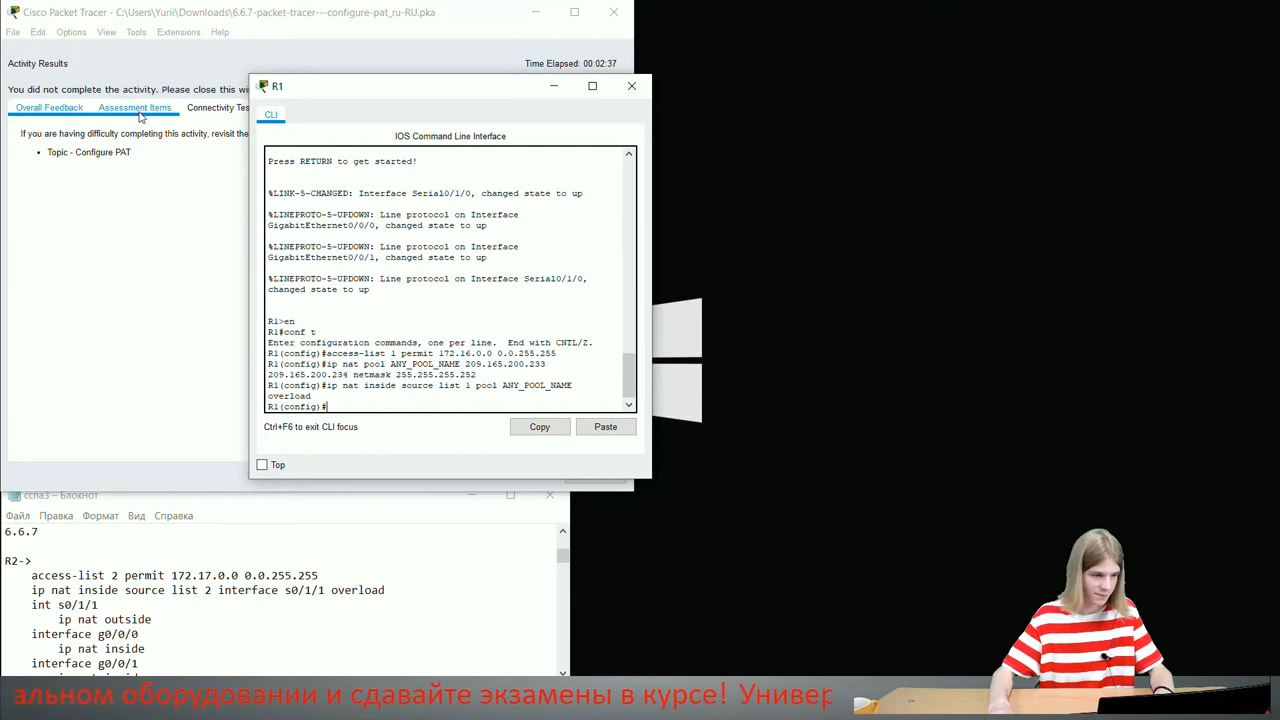 Cisco Packet Tracer - C:\Users\Yurii\Downloads\6.6.7-packet-tracer---configure-pat_ru-RU.pka
File Edit Options View Tools Extensions Help
Activity Results
Time Elapsed: 00:02:37
You did not complete the activity. Please close this wi
Overall Feedback Assessment Items Connectivity Tes
If you are having difficulty completing this activity, revisit the
• Topic - Configure PAT
R1
CLI
IOS Command Line Interface
Press RETURN to get started!
%LINK-5-CHANGED: Interface Serial0/1/0, changed state to up
%LINEPROTO-5-UPDOWN: Line protocol on Interface
GigabitEthernet0/0/0, changed state to up
%LINEPROTO-5-UPDOWN: Line protocol on Interface
GigabitEthernet0/0/1, changed state to up
%LINEPROTO-5-UPDOWN: Line protocol on Interface Serial0/1/0,
changed state to up
R1>en
R1#conf t
Enter configuration commands, one per line. End with CNTL/Z.
R1(config)#access-list 1 permit 172.16.0.0 0.0.255.255
R1(config)#ip nat pool ANY_POOL_NAME 209.165.200.233
209.165.200.234 netmask 255.255.255.252
R1(config)#ip nat inside source list 1 pool ANY_POOL_NAME
overload
R1(config)#
Ctrl+F6 to exit CLI focus
Copy
Paste
Top
ccna3 – Блокнот
Файл Правка Формат Вид Справка
6.6.7
R2->
access-list 2 permit 172.17.0.0 0.0.255.255
ip nat inside source list 2 interface s0/1/1 overload
int s0/1/1
ip nat outside
interface g0/0/0
ip nat inside
interface g0/0/1
альном оборудовании и сдавайте экзамены в курсе! Универ